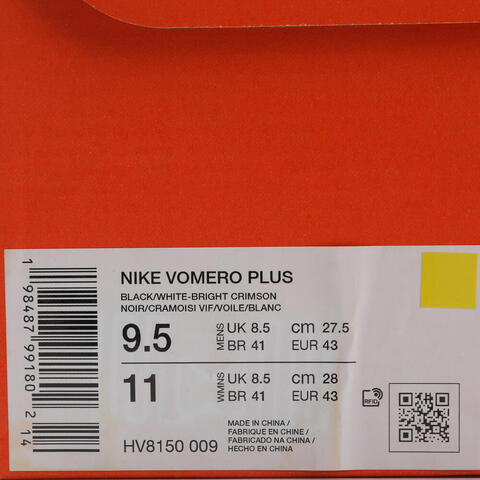 NIKE VOMERO PLUS
BLACK/WHITE-BRIGHT CRIMSON
NOIR/CRAMOISI VIF/VOILE/BLANC
9.5 MENS UK 8.5 cm 27.5
BR 41 EUR 43
11 WMNS UK 8.5 cm 28
BR 41 EUR 43
HV8150 009
MADE IN CHINA /
FABRIQUE EN CHINE /
FABRICADO NA CHINA /
HECHO EN CHINA
RFID
1 98487 99180 2 14